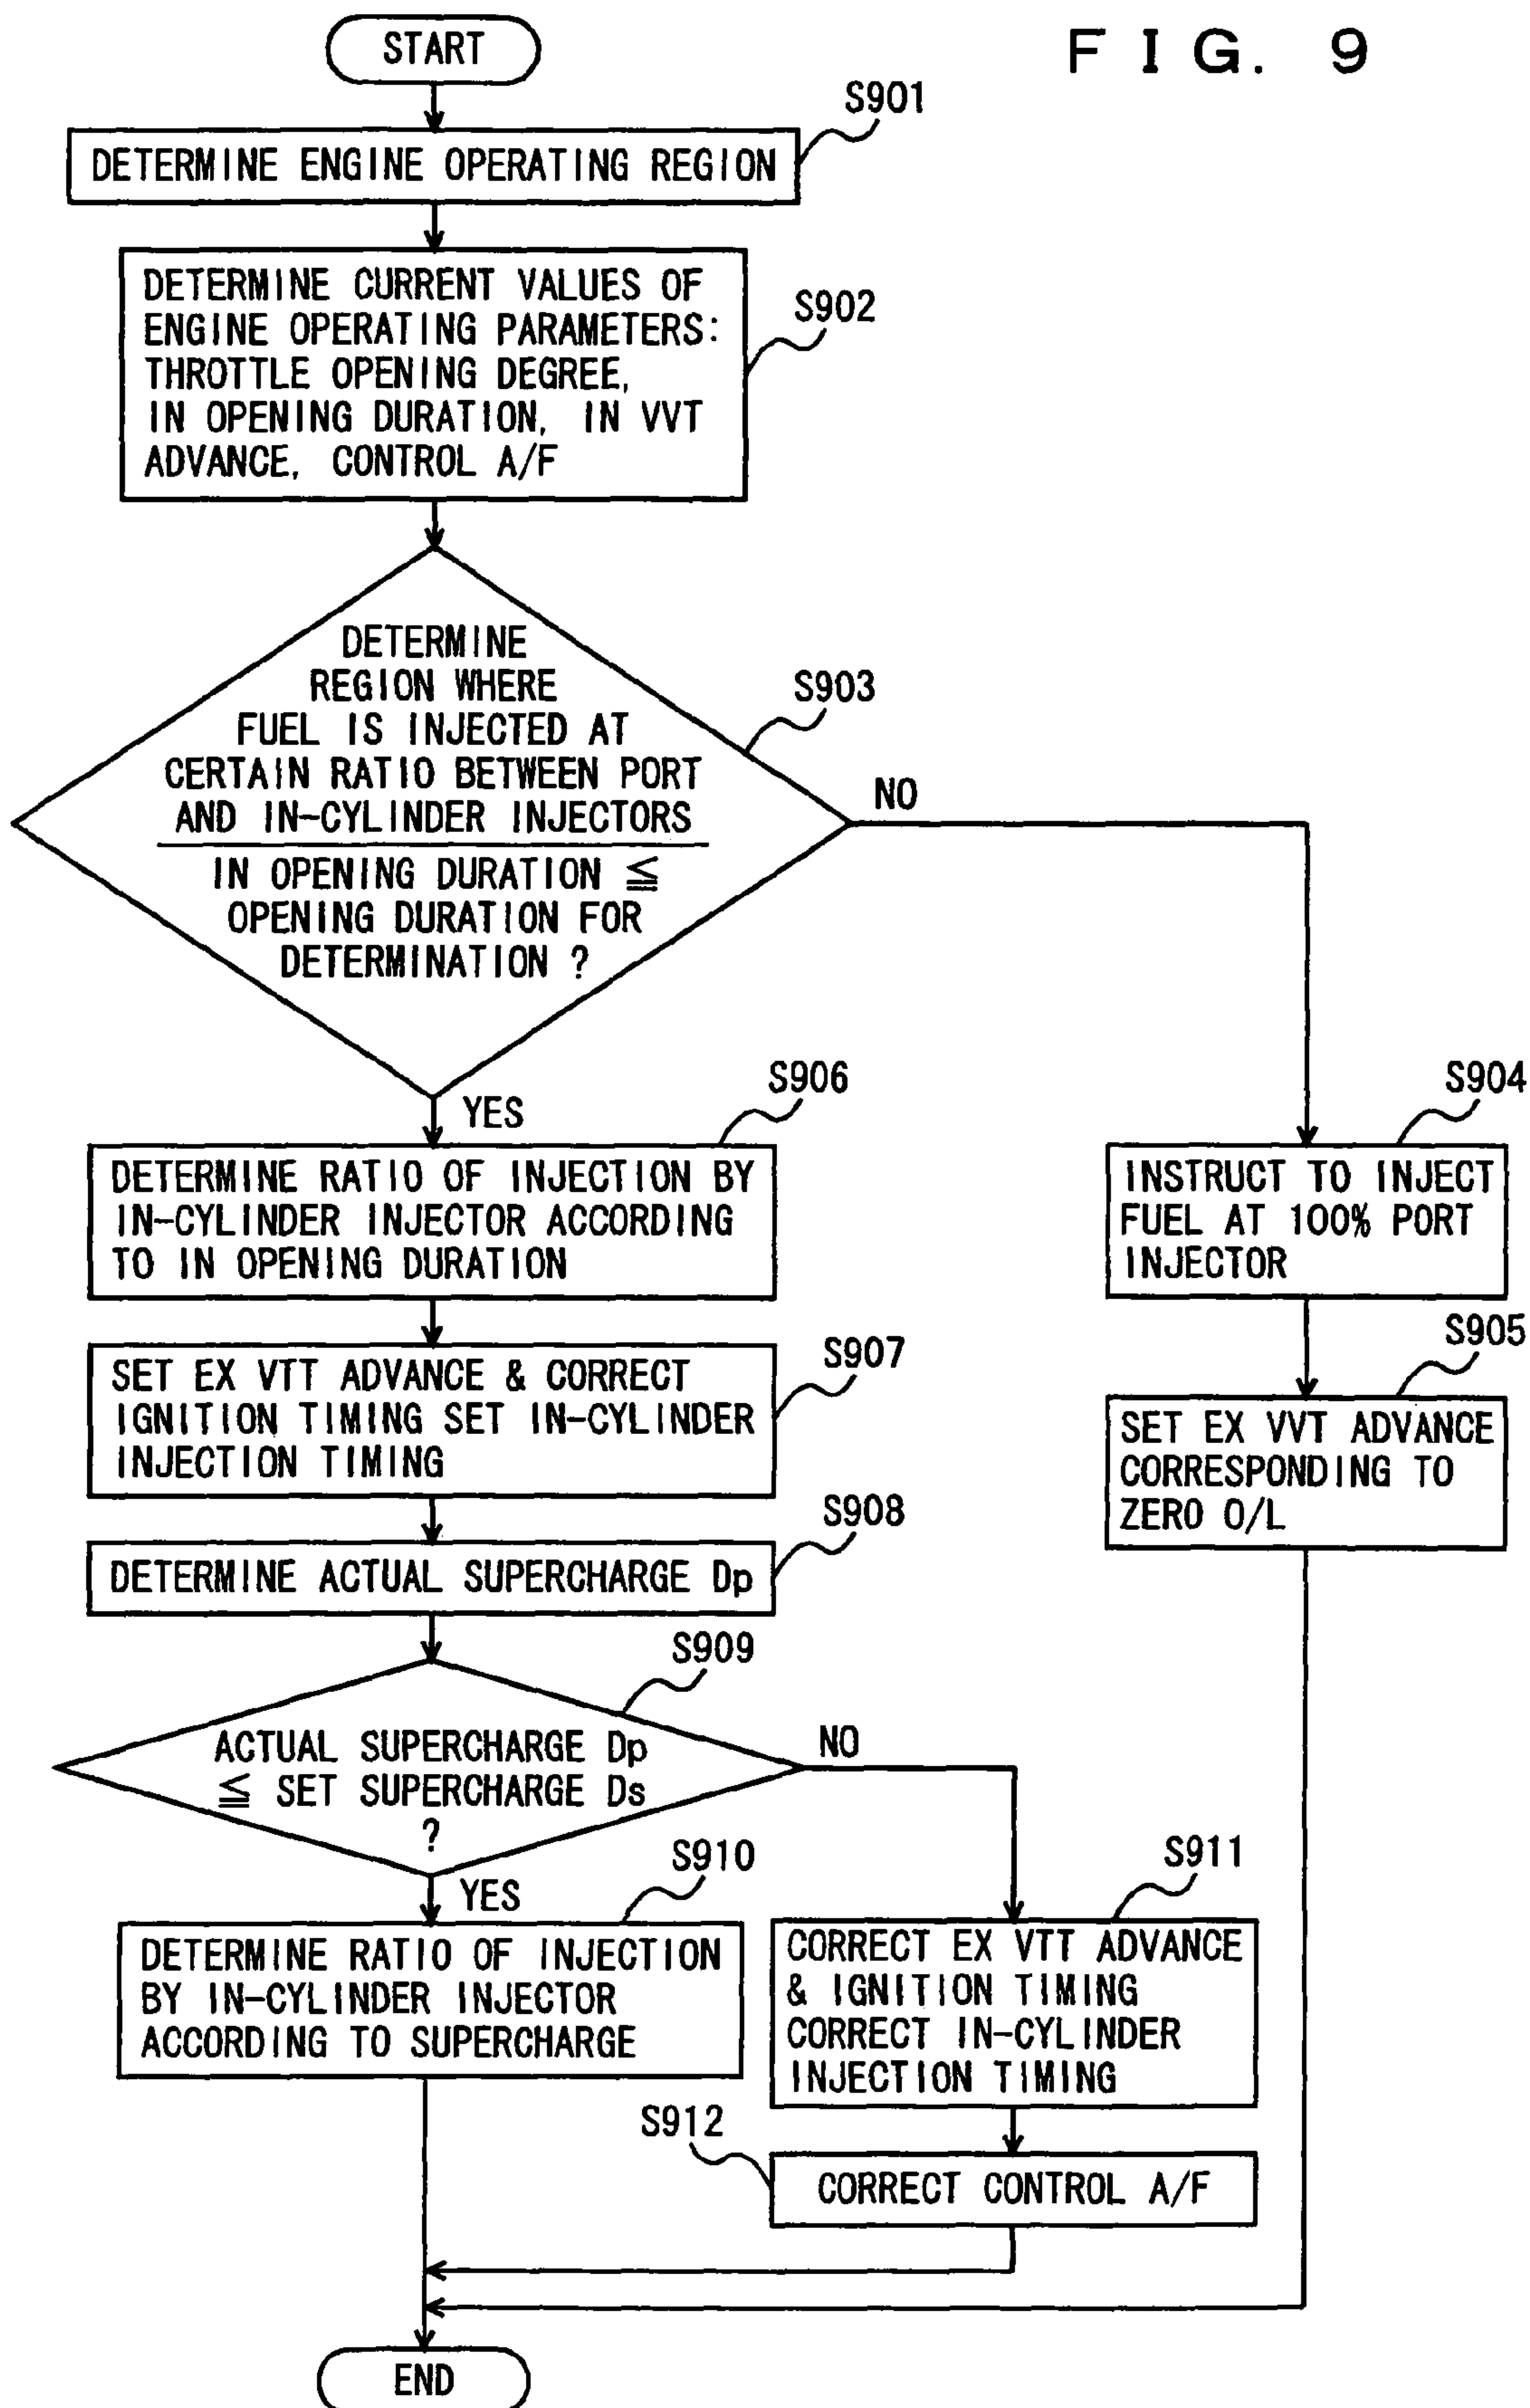 FIG. 9
START
S901
DETERMINE ENGINE OPERATING REGION
S902
DETERMINE CURRENT VALUES OF
ENGINE OPERATING PARAMETERS:
THROTTLE OPENING DEGREE,
IN OPENING DURATION, IN VVT
ADVANCE, CONTROL A/F
S903
DETERMINE
REGION WHERE
FUEL IS INJECTED AT
CERTAIN RATIO BETWEEN PORT
AND IN-CYLINDER INJECTORS
IN OPENING DURATION ≦
OPENING DURATION FOR
DETERMINATION ?
NO
YES
S906
DETERMINE RATIO OF INJECTION BY
IN-CYLINDER INJECTOR ACCORDING
TO IN OPENING DURATION
S904
INSTRUCT TO INJECT
FUEL AT 100% PORT
INJECTOR
S907
SET EX VTT ADVANCE & CORRECT
IGNITION TIMING SET IN-CYLINDER
INJECTION TIMING
S905
SET EX VVT ADVANCE
CORRESPONDING TO
ZERO O/L
S908
DETERMINE ACTUAL SUPERCHARGE Dp
S909
ACTUAL SUPERCHARGE Dp
≦ SET SUPERCHARGE Ds
?
NO
YES
S910
DETERMINE RATIO OF INJECTION
BY IN-CYLINDER INJECTOR
ACCORDING TO SUPERCHARGE
S911
CORRECT EX VTT ADVANCE
& IGNITION TIMING
CORRECT IN-CYLINDER
INJECTION TIMING
S912
CORRECT CONTROL A/F
END